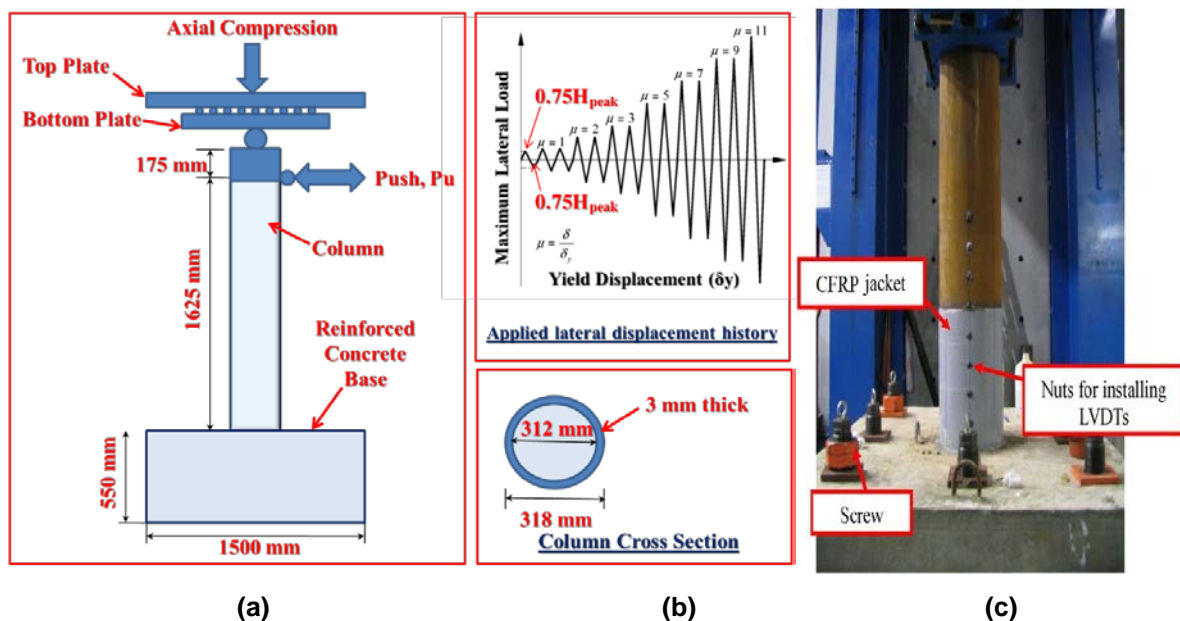 Axial Compression
Top Plate
Bottom Plate
175 mm
Push, Pu
Column
1625 mm
Reinforced
Concrete
Base
550 mm
1500 mm
(a)
Maximum Lateral Load
0.75Hpeak
μ = 1
μ = 2
μ = 3
μ = 5
μ = 7
μ = 9
μ = 11
0.75Hpeak
μ = δ/δy
Yield Displacement (δy)
Applied lateral displacement history
3 mm thick
312 mm
318 mm
Column Cross Section
(b)
CFRP jacket
Nuts for installing
LVDTs
Screw
(c)